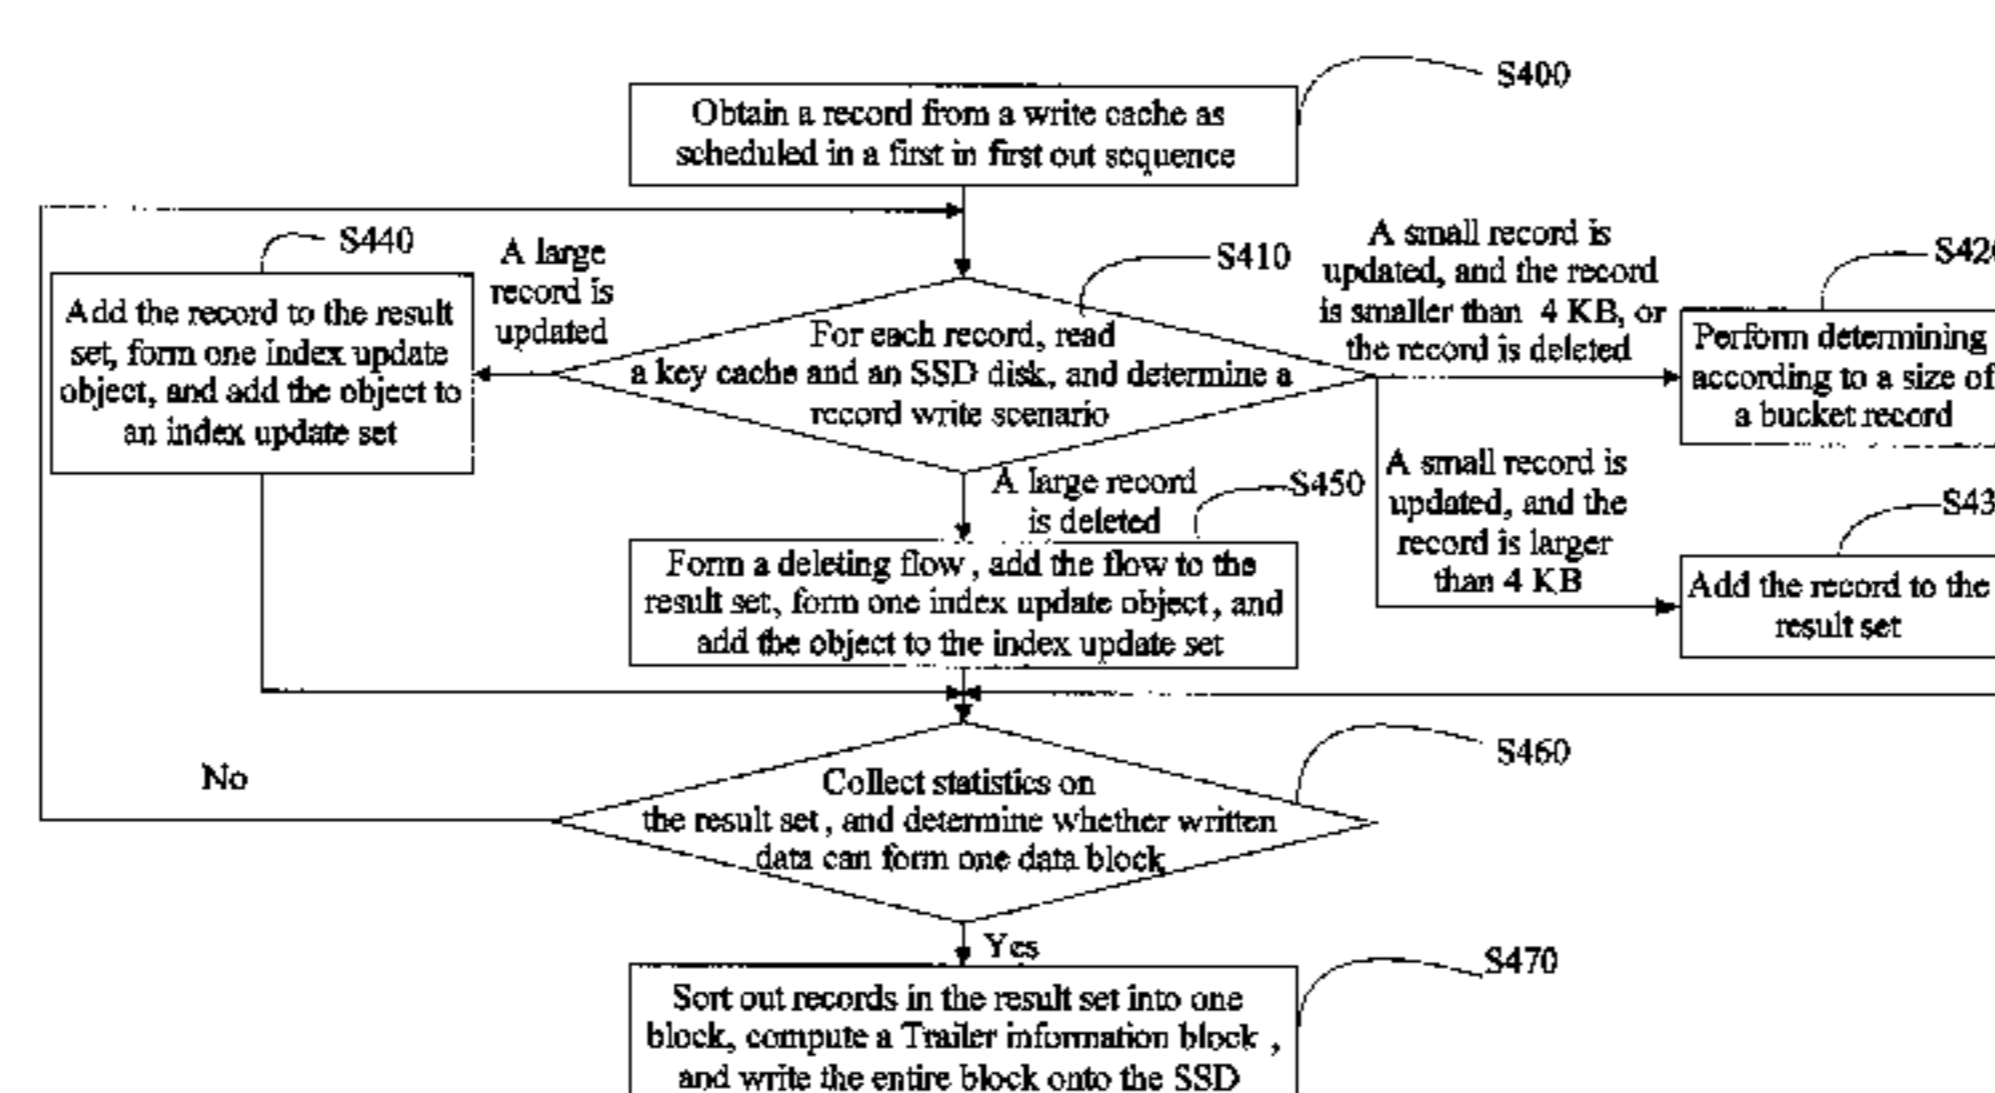 S400
Obtain a record from a write cache as
scheduled in a first in first out sequence
S440
A large
record is
updated
S410
A small record is
updated, and the record
is smaller than 4 KB, or
the record is deleted
S420
Add the record to the result
set, form one index update
object, and add the object to
an index update set
For each record, read
a key cache and an SSD disk, and determine a
record write scenario
Perform determining
according to a size of
a bucket record
A large record
is deleted
S450
A small record is
updated, and the
record is larger
than 4 KB
S43
Form a deleting flow, add the flow to the
result set, form one index update object, and
add the object to the index update set
Add the record to the
result set
No
S460
Collect statistics on
the result set, and determine whether written
data can form one data block
Yes
S470
Sort out records in the result set into one
block, compute a Trailer information block,
and write the entire block onto the SSD